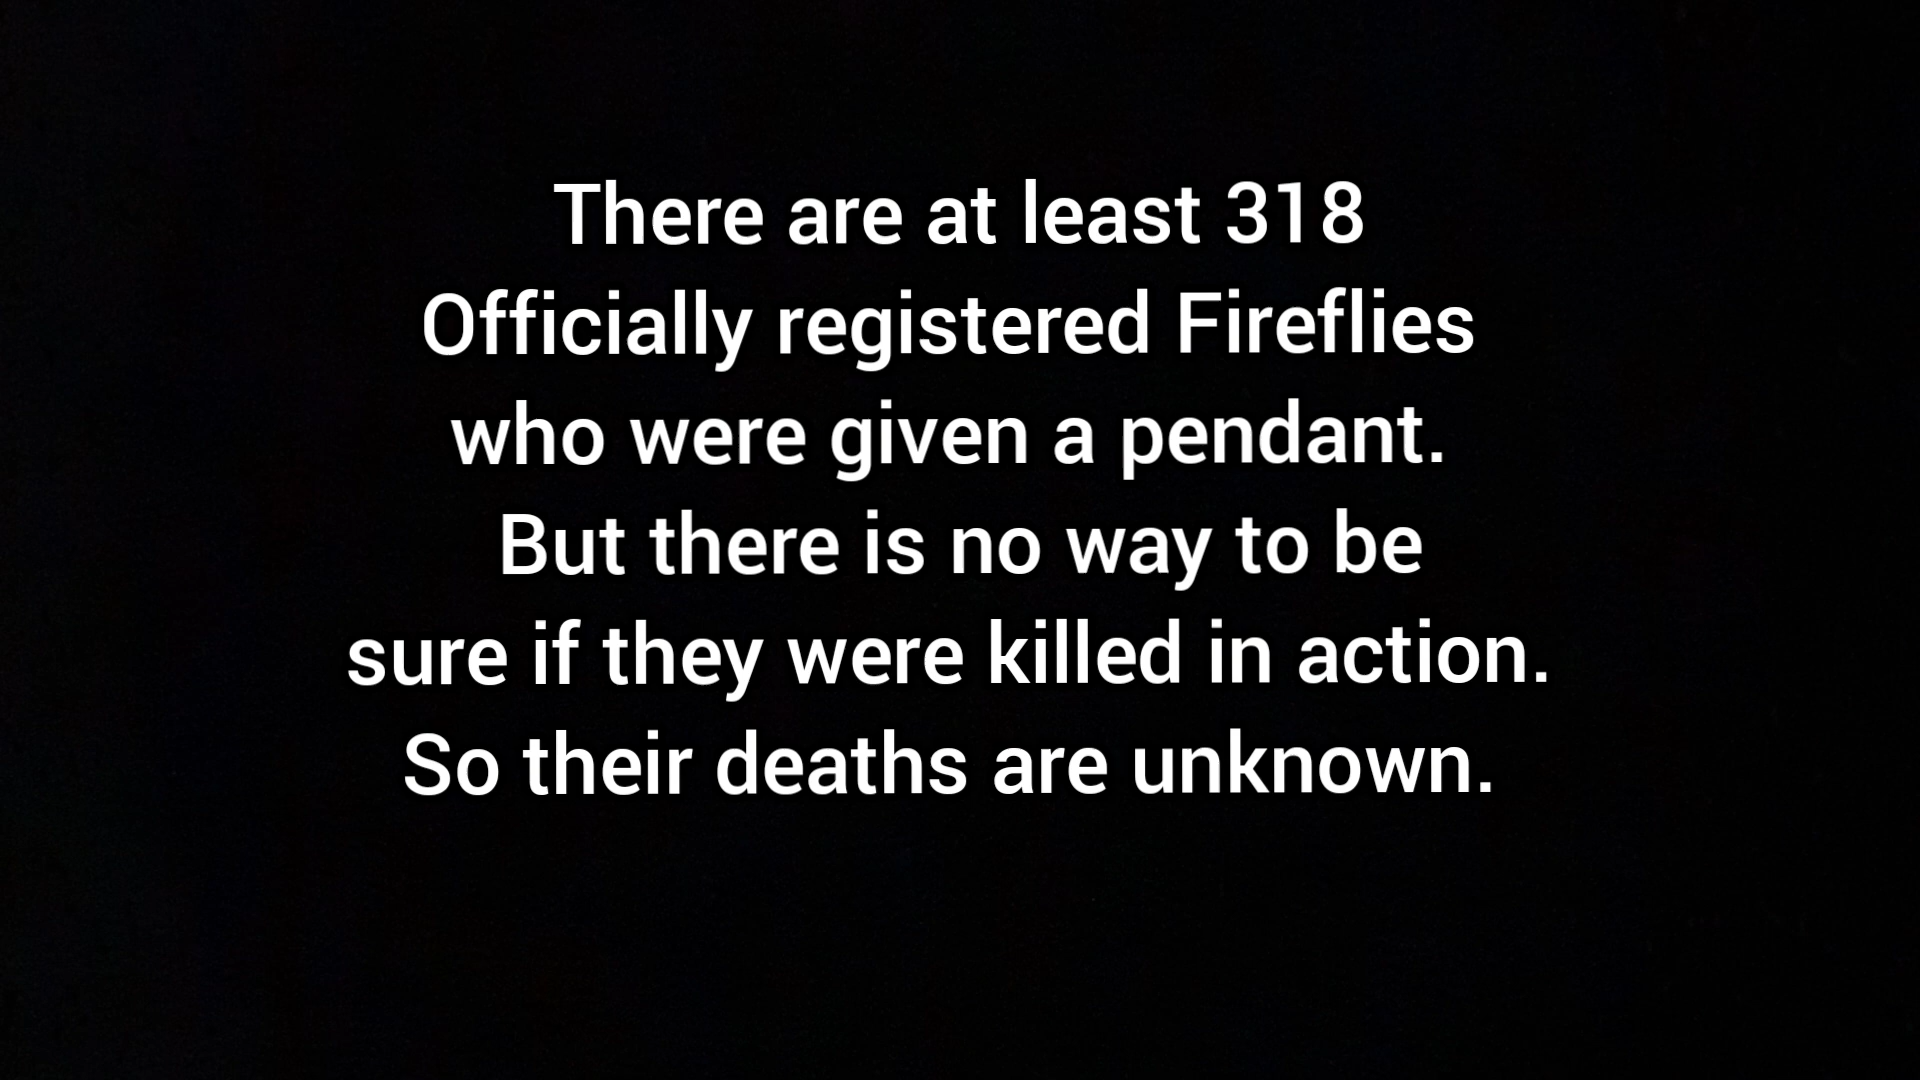 There are at least 318
Officially registered Fireflies
who were given a pendant.
But there is no way to be
sure if they were killed in action.
So their deaths are unknown.